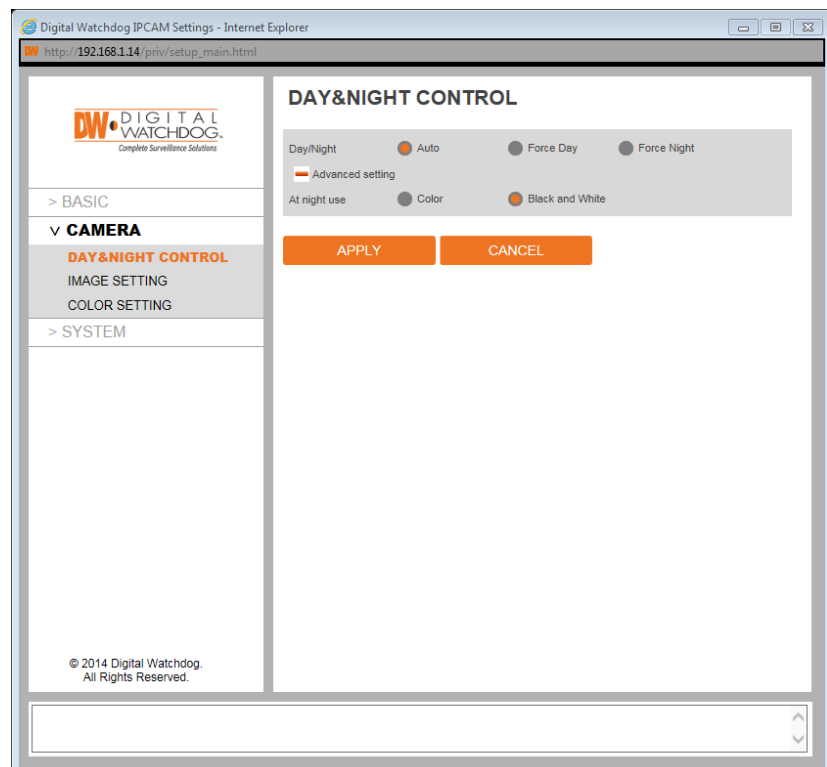 Digital Watchdog IPCAM Settings - Internet Explorer
DW http://192.168.1.14/priv/setup_main.html
DW DIGITAL
WATCHDOG®
Complete Surveillance Solutions
> BASIC
v CAMERA
DAY&NIGHT CONTROL
IMAGE SETTING
COLOR SETTING
> SYSTEM
© 2014 Digital Watchdog.
All Rights Reserved.
DAY&NIGHT CONTROL
Day/Night Auto Force Day Force Night
Advanced setting
At night use Color Black and White
APPLY CANCEL